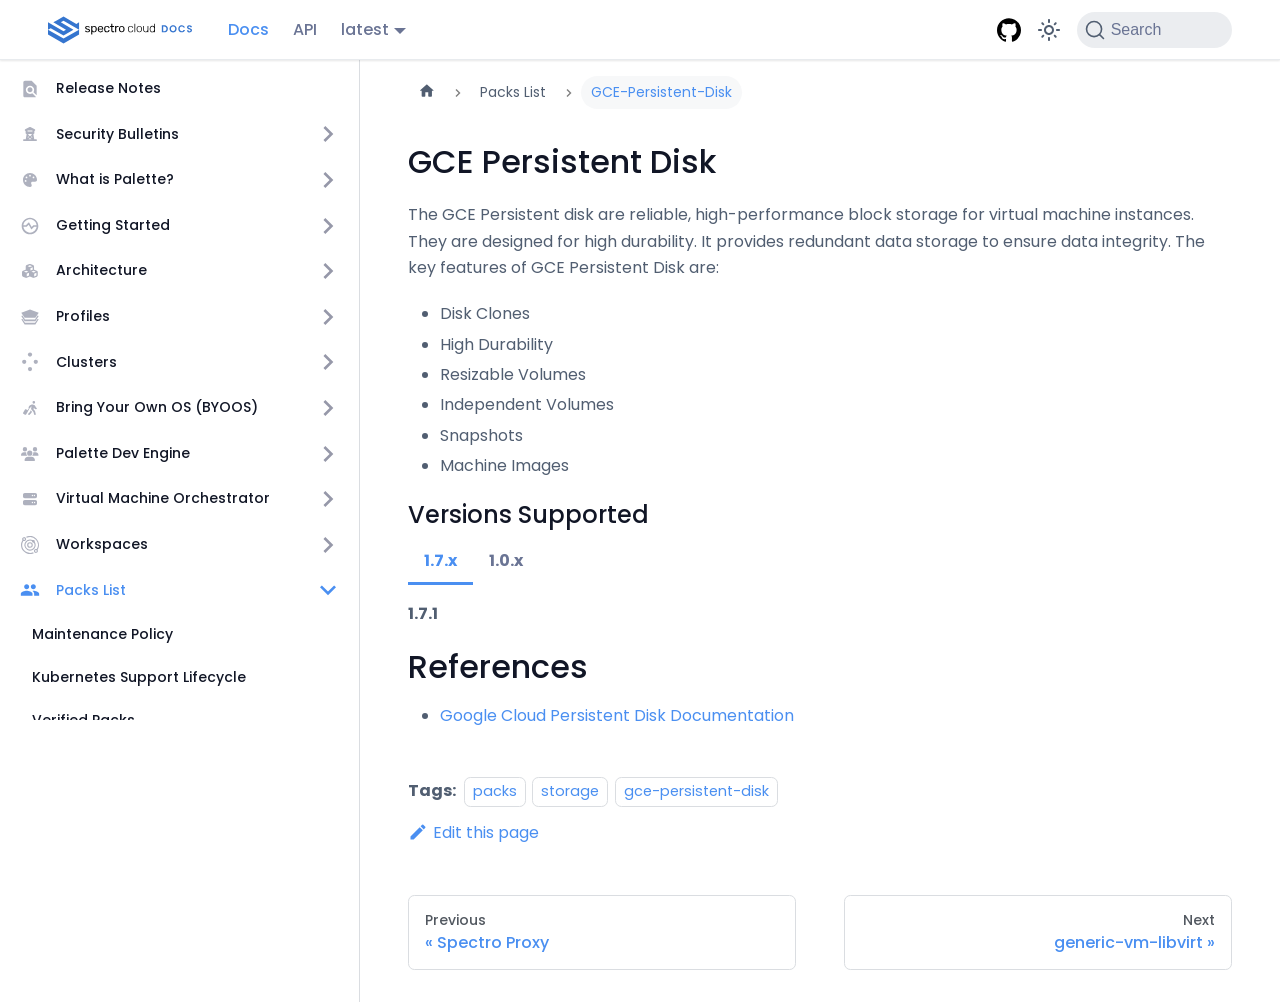 spectro cloud DOCS
Docs
API
latest
Search
Release Notes
Security Bulletins
What is Palette?
Getting Started
Architecture
Profiles
Clusters
Bring Your Own OS (BYOOS)
Palette Dev Engine
Virtual Machine Orchestrator
Workspaces
Packs List
Maintenance Policy
Kubernetes Support Lifecycle
Verified Packs
Packs List
GCE-Persistent-Disk
GCE Persistent Disk
The GCE Persistent disk are reliable, high-performance block storage for virtual machine instances.
They are designed for high durability. It provides redundant data storage to ensure data integrity. The
key features of GCE Persistent Disk are:
Disk Clones
High Durability
Resizable Volumes
Independent Volumes
Snapshots
Machine Images
Versions Supported
1.7.x
1.0.x
1.7.1
References
Google Cloud Persistent Disk Documentation
Tags: packs storage gce-persistent-disk
Edit this page
Previous
« Spectro Proxy
Next
generic-vm-libvirt »